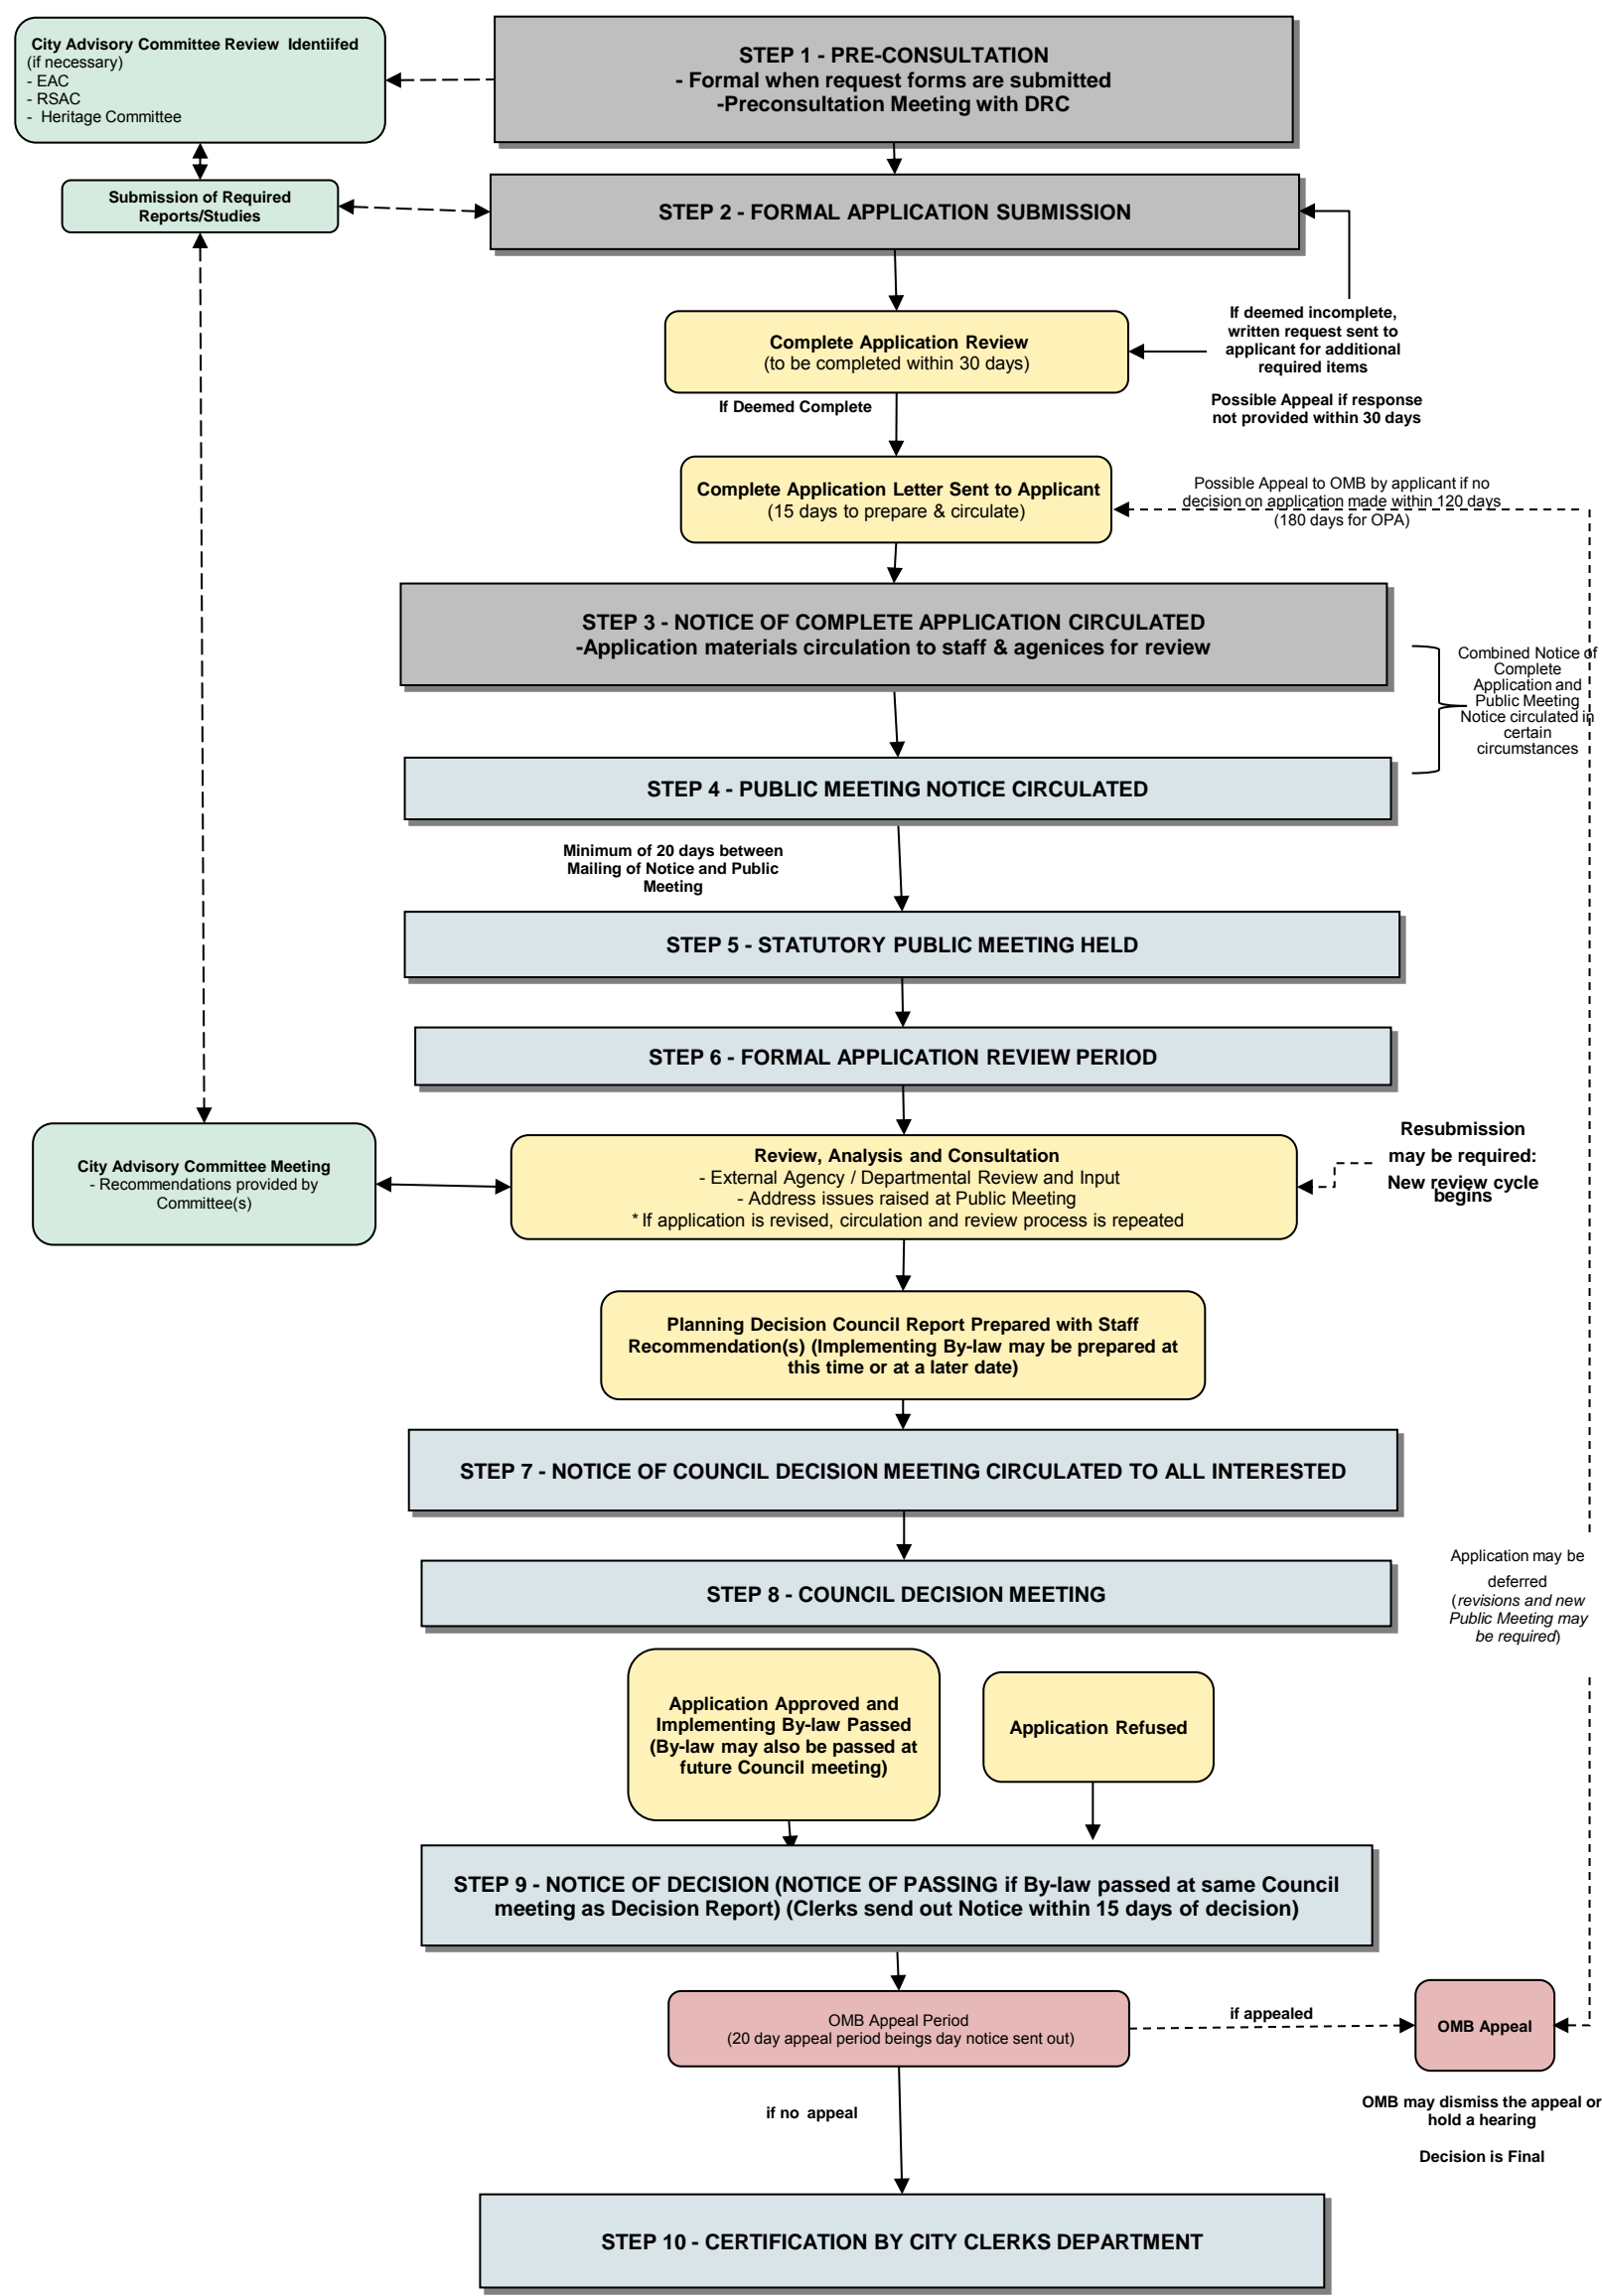 City Advisory Committee Review Identiifed
(if necessary)
- EAC
- RSAC
- Heritage Committee
STEP 1 - PRE-CONSULTATION
- Formal when request forms are submitted
-Preconsultation Meeting with DRC
Submission of Required
Reports/Studies
STEP 2 - FORMAL APPLICATION SUBMISSION
If deemed incomplete,
written request sent to
applicant for additional
required items
Possible Appeal if response
not provided within 30 days
Complete Application Review
(to be completed within 30 days)
If Deemed Complete
Complete Application Letter Sent to Applicant
(15 days to prepare & circulate)
Possible Appeal to OMB by applicant if no
decision on application made within 120 days
(180 days for OPA)
STEP 3 - NOTICE OF COMPLETE APPLICATION CIRCULATED
-Application materials circulation to staff & agenices for review
Combined Notice of
Complete
Application and
Public Meeting
Notice circulated in
certain
circumstances
STEP 4 - PUBLIC MEETING NOTICE CIRCULATED
Minimum of 20 days between
Mailing of Notice and Public
Meeting
STEP 5 - STATUTORY PUBLIC MEETING HELD
STEP 6 - FORMAL APPLICATION REVIEW PERIOD
City Advisory Committee Meeting
- Recommendations provided by
Committee(s)
Review, Analysis and Consultation
- External Agency / Departmental Review and Input
- Address issues raised at Public Meeting
* If application is revised, circulation and review process is repeated
Resubmission
may be required:
New review cycle
begins
Planning Decision Council Report Prepared with Staff
Recommendation(s) (Implementing By-law may be prepared at
this time or at a later date)
STEP 7 - NOTICE OF COUNCIL DECISION MEETING CIRCULATED TO ALL INTERESTED
STEP 8 - COUNCIL DECISION MEETING
Application may be
deferred
(revisions and new
Public Meeting may
be required)
Application Approved and
Implementing By-law Passed
(By-law may also be passed at
future Council meeting)
Application Refused
STEP 9 - NOTICE OF DECISION (NOTICE OF PASSING if By-law passed at same Council
meeting as Decision Report) (Clerks send out Notice within 15 days of decision)
OMB Appeal Period
(20 day appeal period beings day notice sent out)
if appealed
OMB Appeal
if no appeal
OMB may dismiss the appeal or
hold a hearing
Decision is Final
STEP 10 - CERTIFICATION BY CITY CLERKS DEPARTMENT